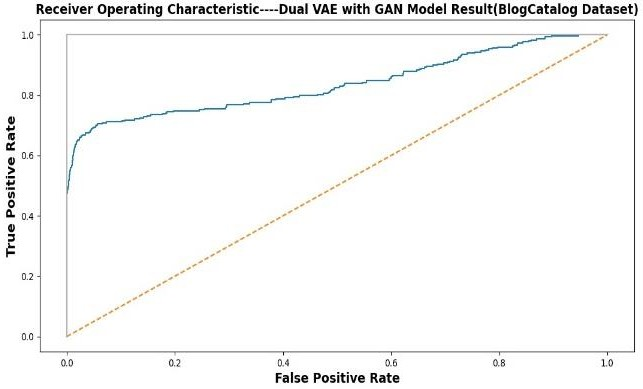 Receiver Operating Characteristic----Dual VAE with GAN Model Result(BlogCatalog Dataset)
1.0
0.8
0.6
0.4
0.2
0.0
True Positive Rate
0.0 0.2 0.4 0.6 0.8 1.0
False Positive Rate